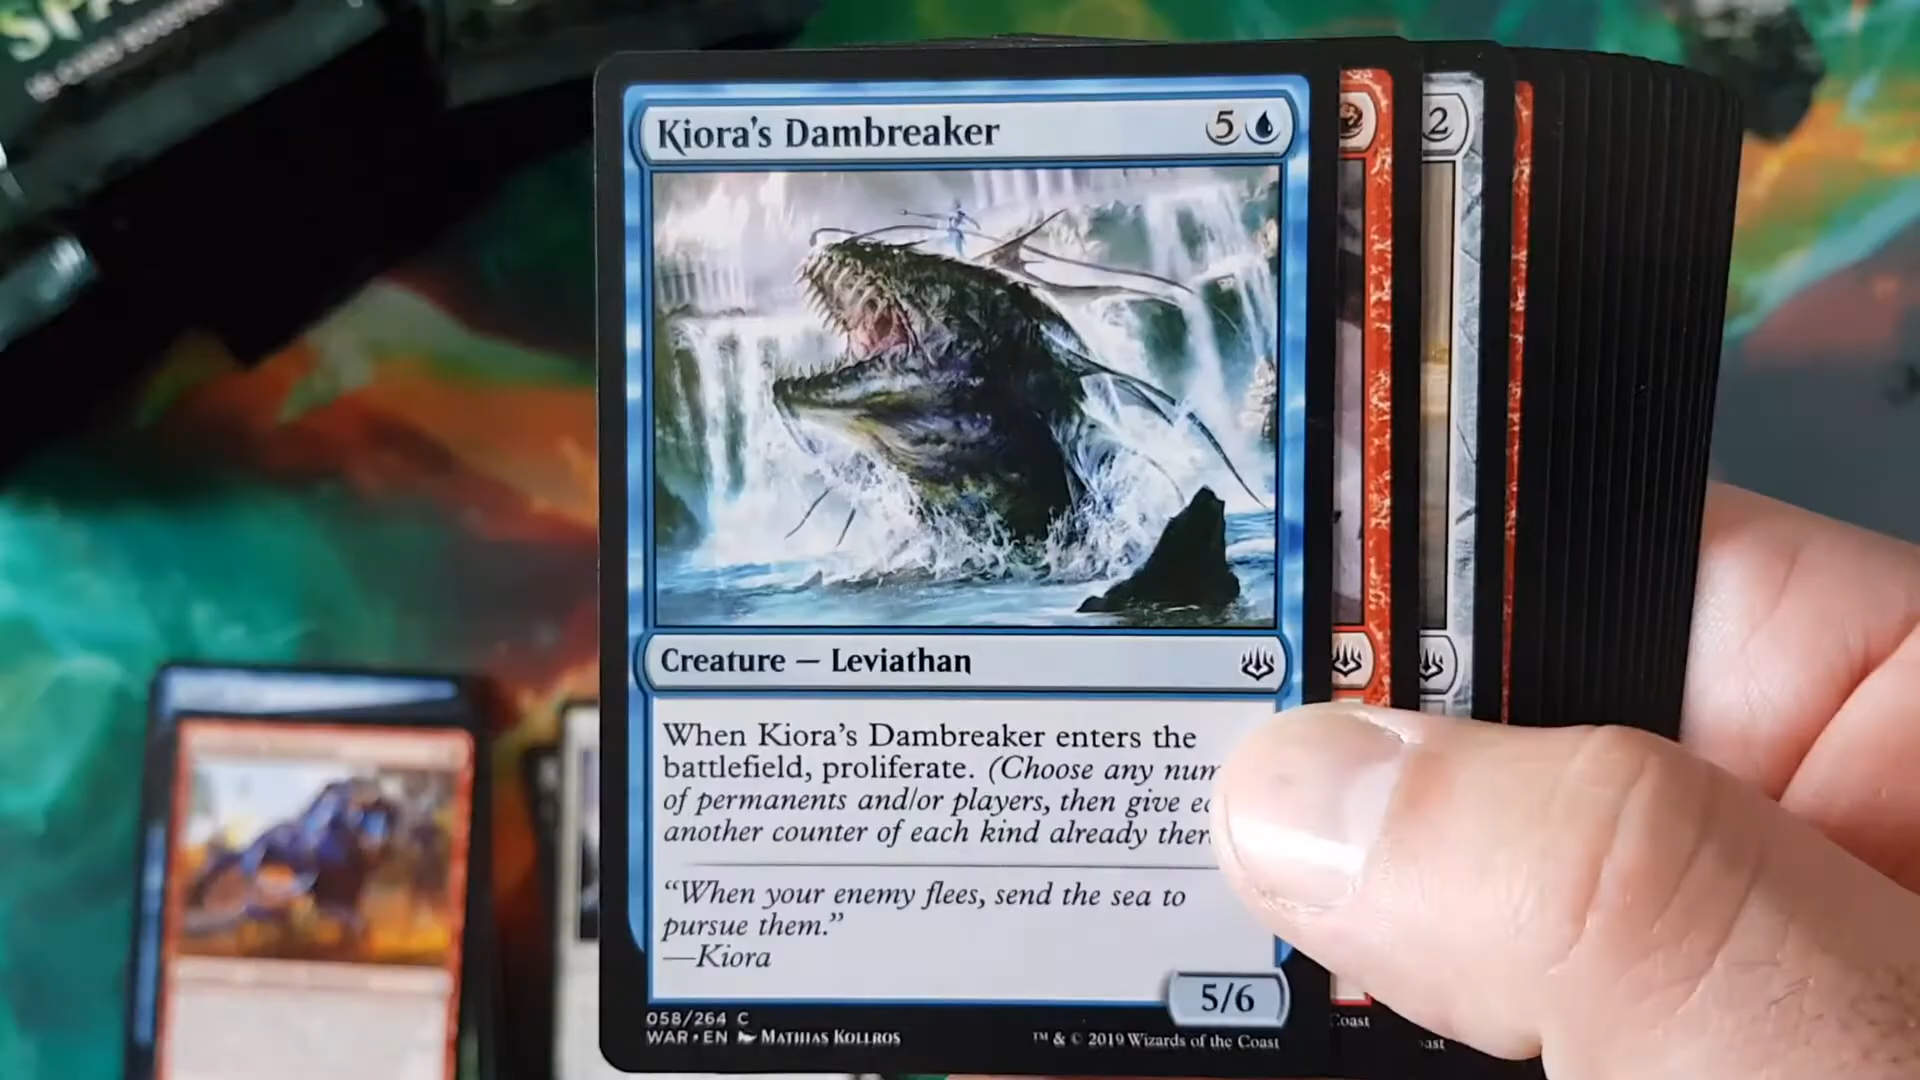 Kiora's Dambreaker
5
2
Creature — Leviathan
When Kiora's Dambreaker enters the
battlefield, proliferate. (Choose any num
of permanents and/or players, then give e
another counter of each kind already ther
"When your enemy flees, send the sea to
pursue them."
—Kiora
5/6
058/264 C
WAR • EN Mathias Kollros
™ & © 2019 Wizards of the Coast
Coast
ast